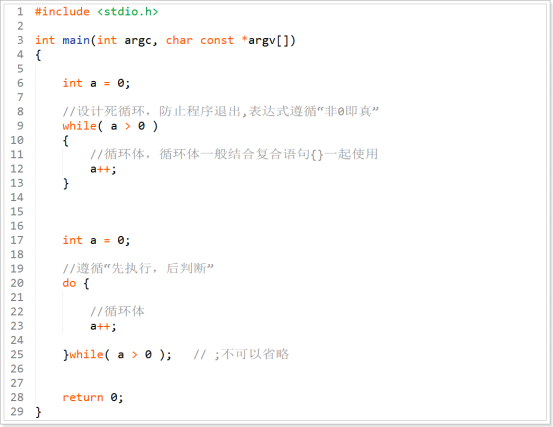 1 #include <stdio.h>
2
3 int main(int argc, char const *argv[])
4 {
5
6 int a = 0;
7
8 //设计死循环，防止程序退出,表达式遵循“非0即真”
9 while( a > 0 )
10 {
11 //循环体，循环体一般结合复合语句{}一起使用
12 a++;
13 }
14
15
16
17 int a = 0;
18
19 //遵循“先执行，后判断”
20 do {
21
22 //循环体
23 a++;
24
25 }while( a > 0 ); // ;不可以省略
26
27
28 return 0;
29 }